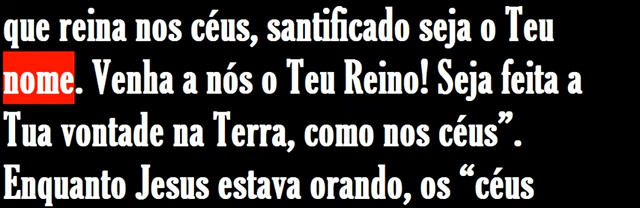 que reina nos céus, santificado seja o Teu
nome. Venha a nós o Teu Reino! Seja feita a
Tua vontade na Terra, como nos céus”.
Enquanto Jesus estava orando, os “céus